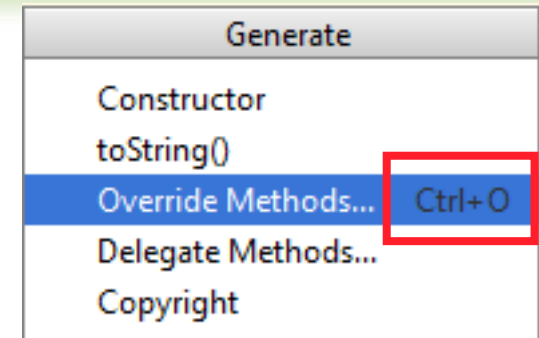 Generate
Constructor
toString()
Override Methods... Ctrl+O
Delegate Methods...
Copyright